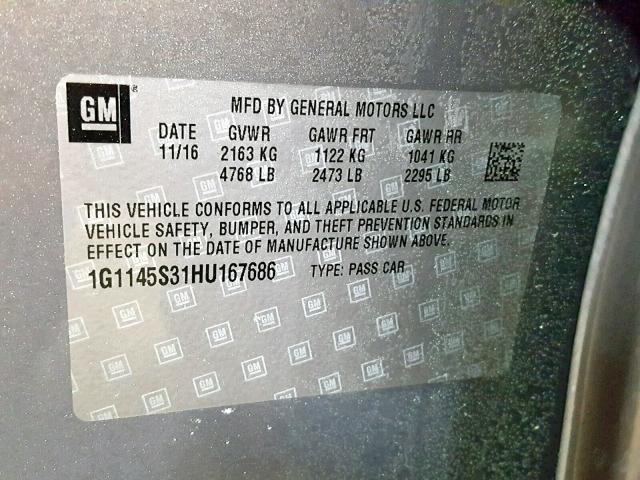 GM
MFD BY GENERAL MOTORS LLC
DATE GVWR GAWR FRT GAWR RR
11/16 2163 KG 1122 KG 1041 KG
4768 LB 2473 LB 2295 LB
THIS VEHICLE CONFORMS TO ALL APPLICABLE U.S. FEDERAL MOTOR
VEHICLE SAFETY, BUMPER, AND THEFT PREVENTION STANDARDS IN
EFFECT ON THE DATE OF MANUFACTURE SHOWN ABOVE.
1G1145S31HU167686 TYPE: PASS CAR